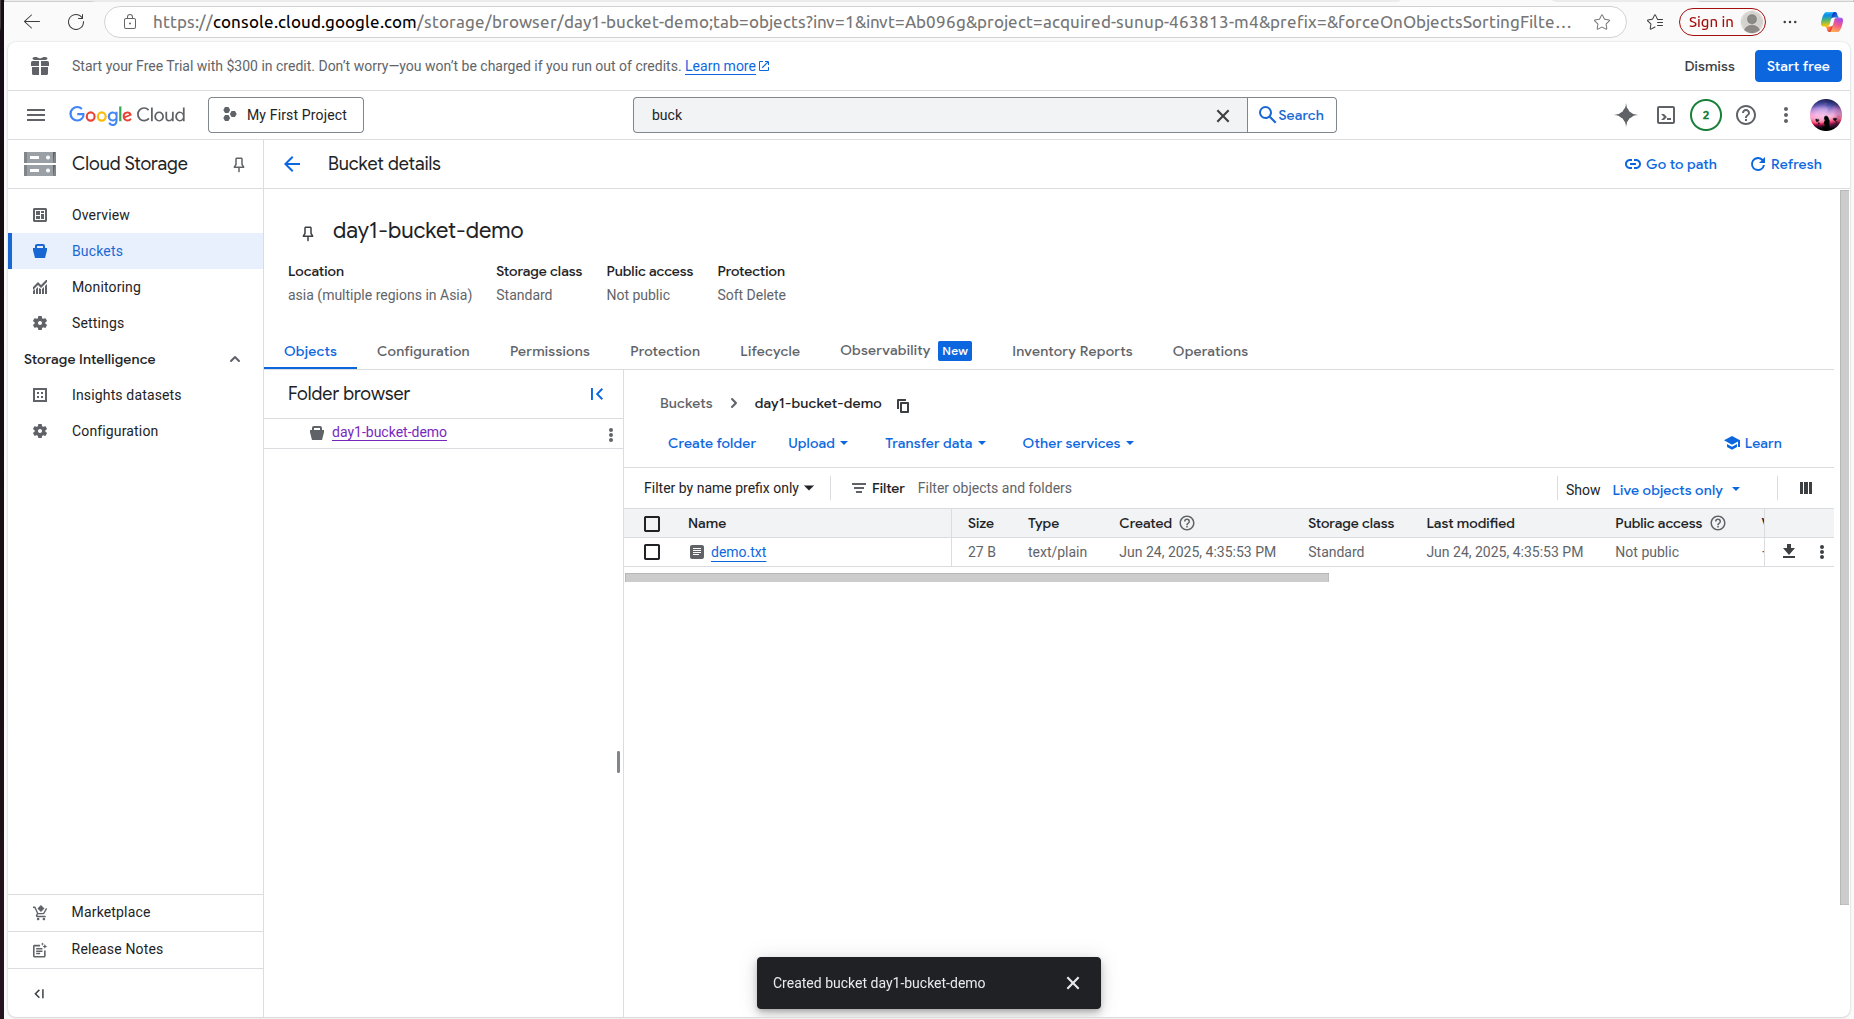 https://console.cloud.google.com/storage/browser/day1-bucket-demo;tab=objects?inv=1&invt=Ab096g&project=acquired-sunup-463813-m4&prefix=&forceOnObjectsSortingFilte...
Sign in
Start your Free Trial with $300 in credit. Don't worry—you won't be charged if you run out of credits. Learn more
Dismiss
Start free
Google Cloud
My First Project
buck
Search
2
Cloud Storage
Bucket details
Go to path
Refresh
Overview
Buckets
Monitoring
Settings
Storage Intelligence
Insights datasets
Configuration
day1-bucket-demo
Location Storage class Public access Protection
asia (multiple regions in Asia) Standard Not public Soft Delete
Objects Configuration Permissions Protection Lifecycle Observability New Inventory Reports Operations
Folder browser
day1-bucket-demo
Buckets > day1-bucket-demo
Create folder Upload Transfer data Other services Learn
Filter by name prefix only Filter Filter objects and folders Show Live objects only
Name Size Type Created Storage class Last modified Public access
demo.txt 27 B text/plain Jun 24, 2025, 4:35:53 PM Standard Jun 24, 2025, 4:35:53 PM Not public
Marketplace
Release Notes
Created bucket day1-bucket-demo